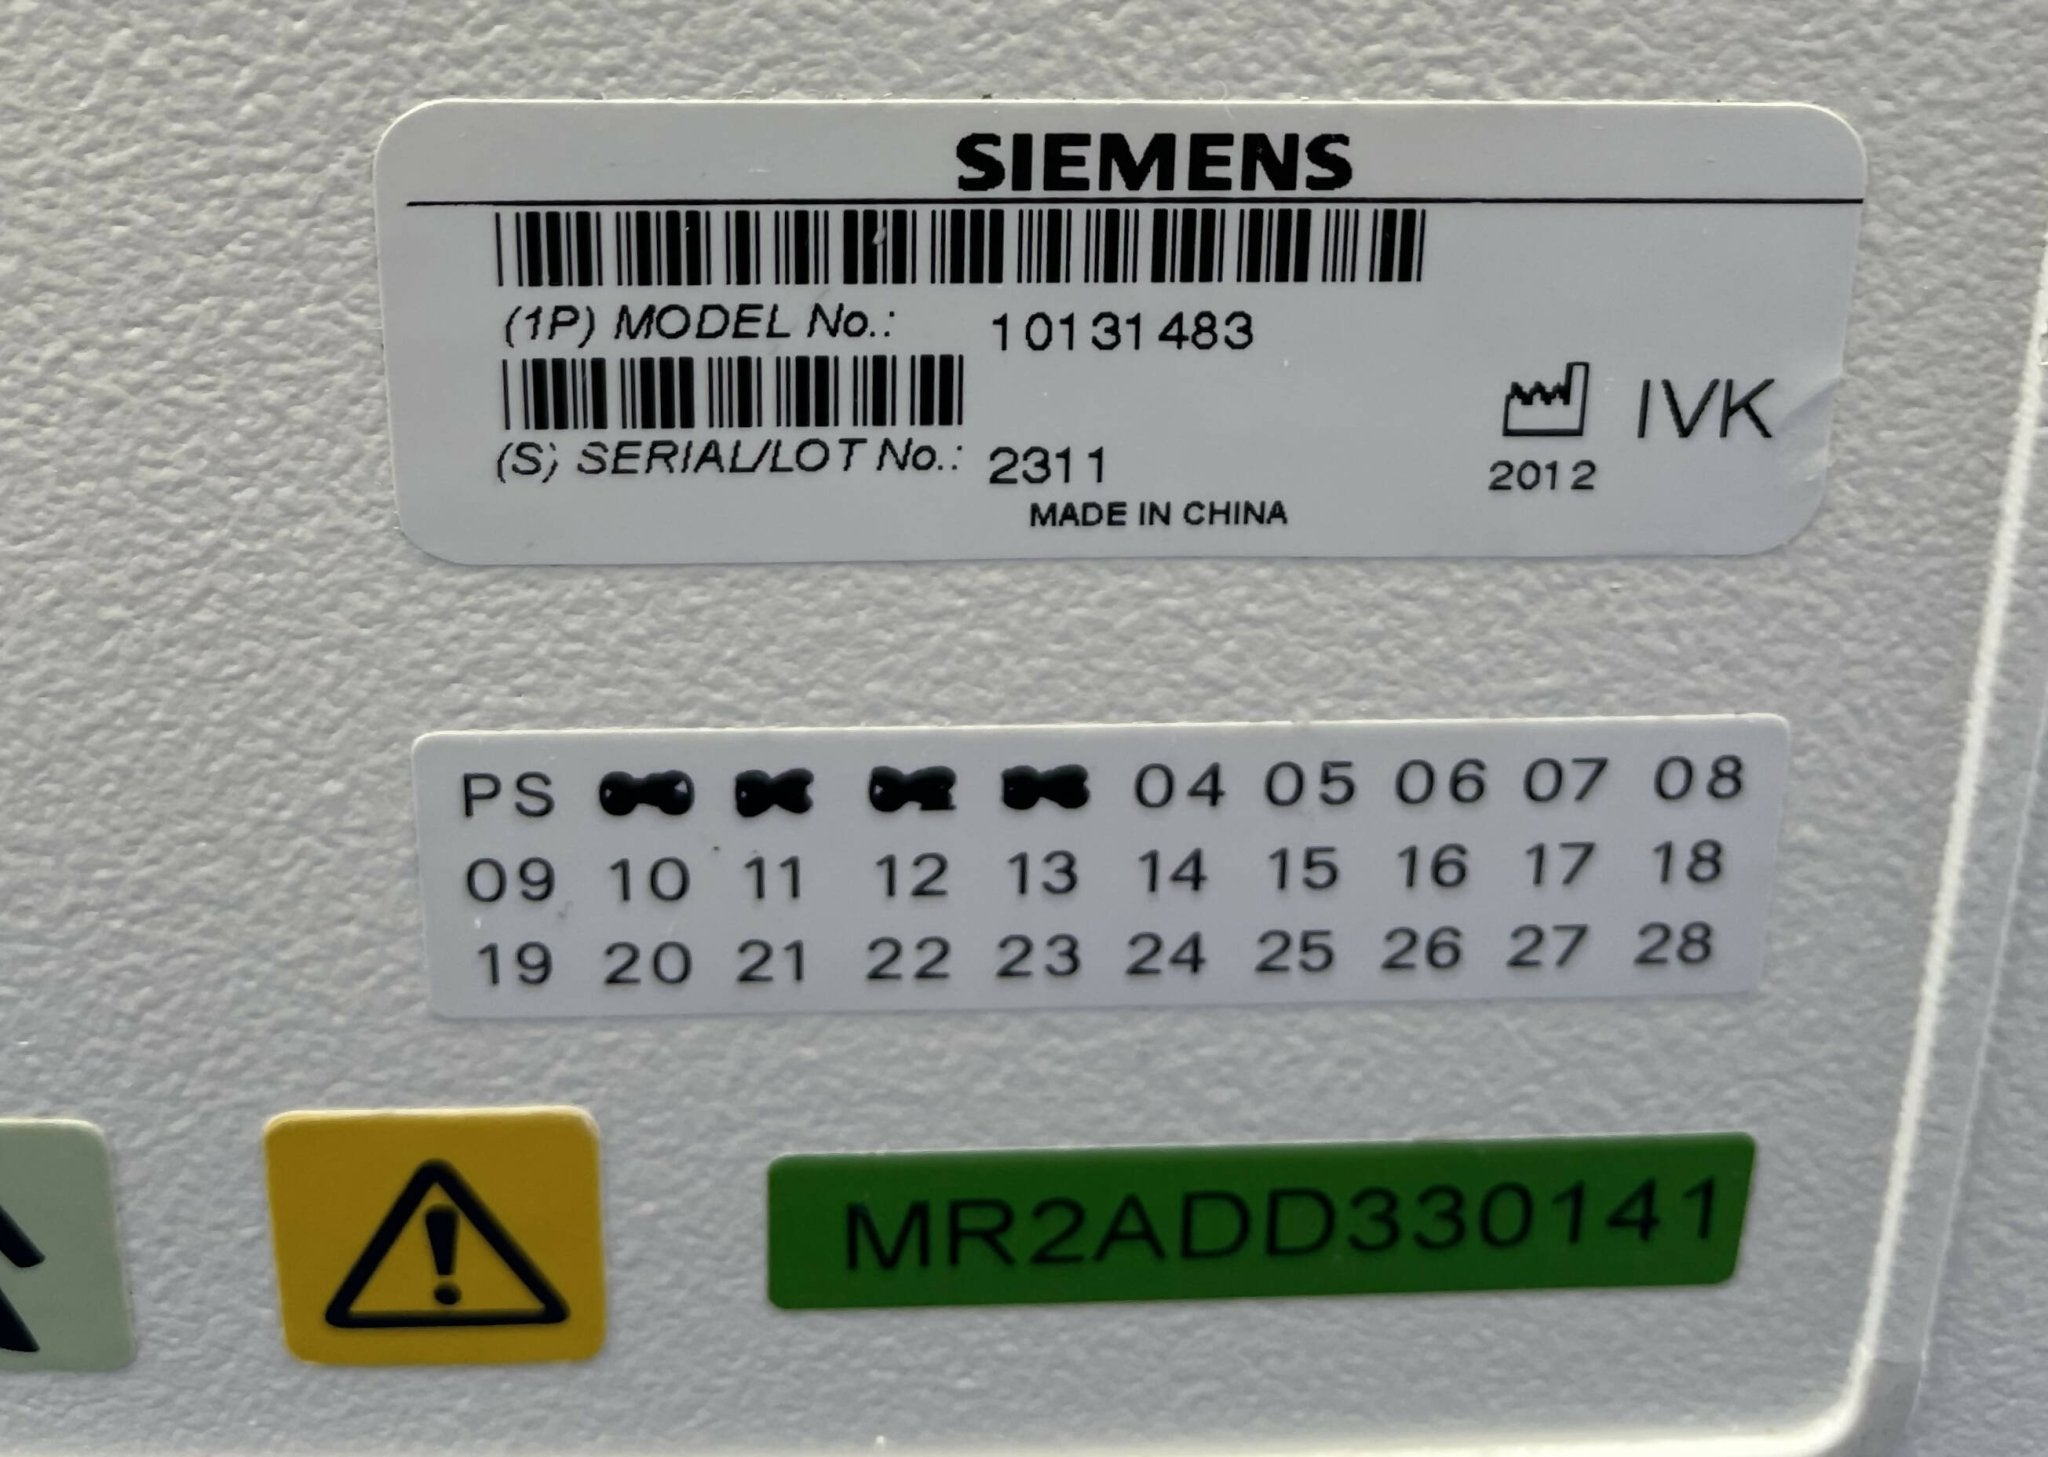 SIEMENS
(1P) MODEL No.: 10131483
(S) SERIAL/LOT No.: 2311
IVK
2012
MADE IN CHINA
PS 04 05 06 07 08
09 10 11 12 13 14 15 16 17 18
19 20 21 22 23 24 25 26 27 28
MR2ADD330141